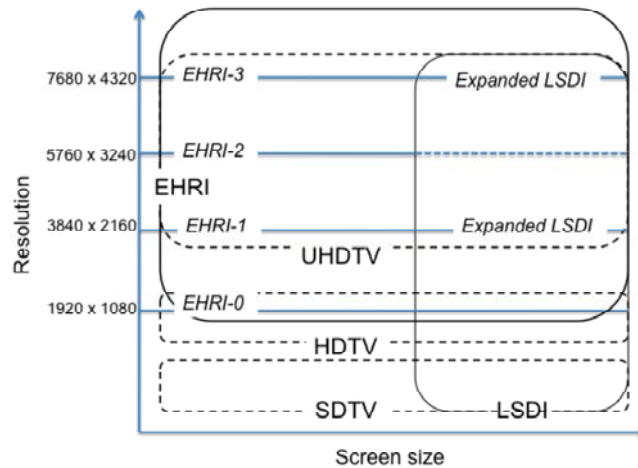 7680 x 4320
EHRI-3
Expanded LSDI
5760 x 3240
EHRI-2
EHRI
3840 x 2160
EHRI-1
Expanded LSDI
UHDTV
1920 x 1080
EHRI-0
HDTV
SDTV
LSDI
Resolution
Screen size